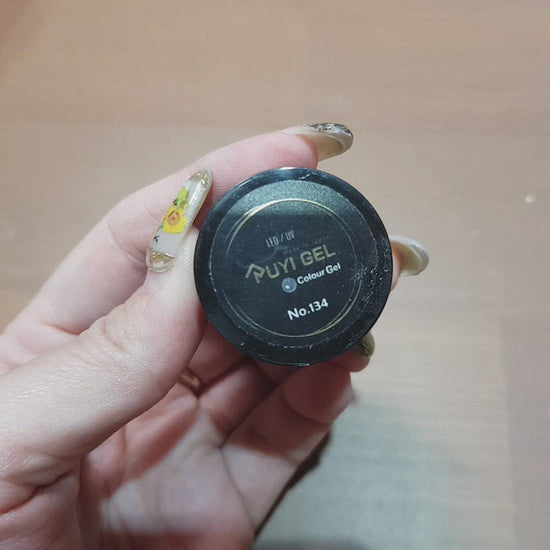 LED / UV
PUYI GEL
Colour Gel
No.134